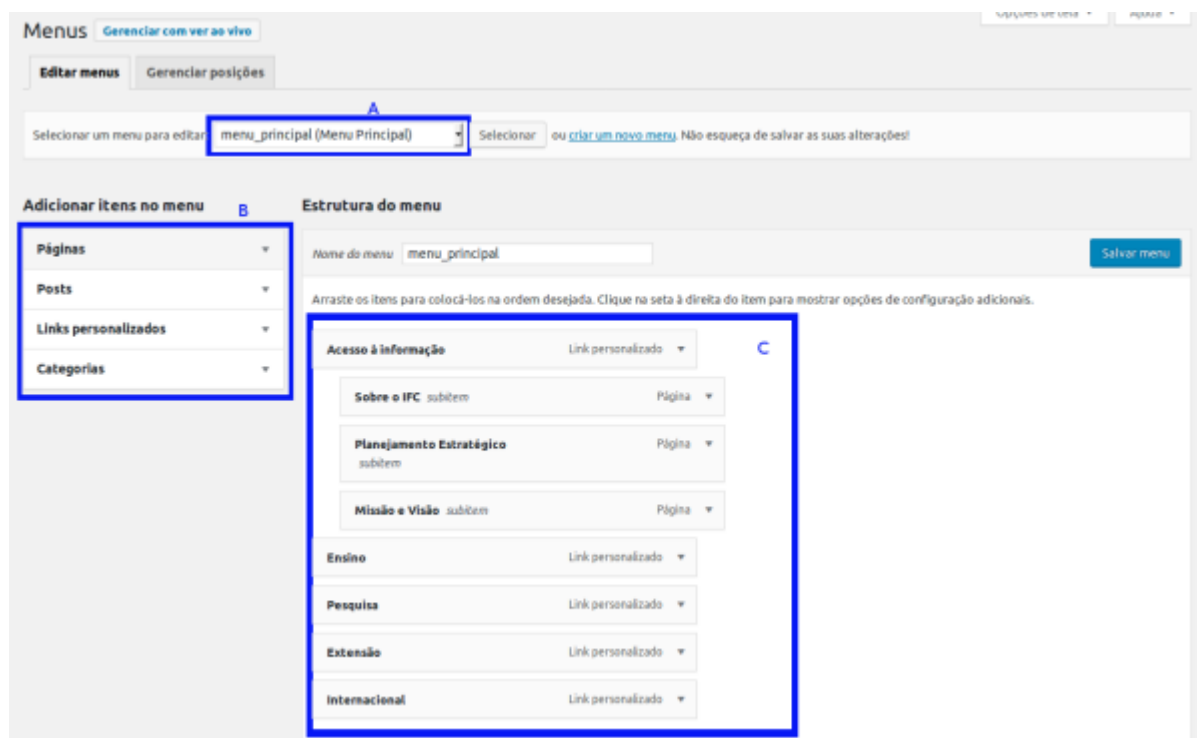 Opções de tela Ajuda
Menus Gerenciar com ver ao vivo
Editar menus Gerenciar posições
A
Selecionar um menu para editar menu_principal (Menu Principal) Selecionar ou criar um novo menu. Não esqueça de salvar as suas alterações!
Adicionar itens no menu B Estrutura do menu
Páginas
Nome do menu menu_principal Salvar menu
Posts
Arraste os itens para colocá-los na ordem desejada. Clique na seta à direita do item para mostrar opções de configuração adicionais.
Links personalizados
Categorias
Acesso à informação Link personalizado C
Sobre o IFC subitem Página
Planejamento Estratégico Página
subitem
Missão e Visão subitem Página
Ensino Link personalizado
Pesquisa Link personalizado
Extensão Link personalizado
Internacional Link personalizado